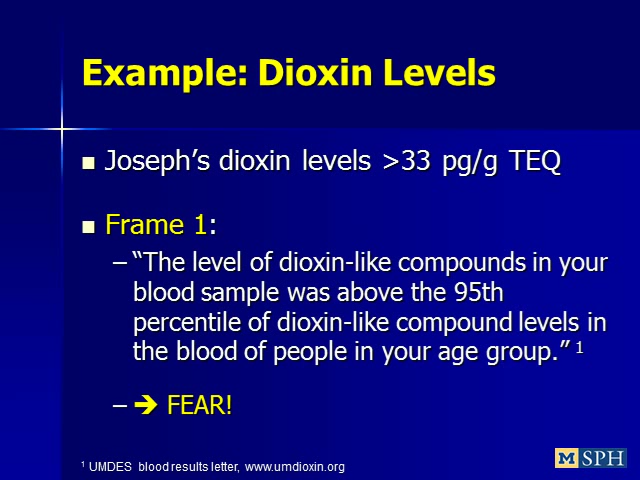 Example: Dioxin Levels
■ Joseph’s dioxin levels >33 pg/g TEQ
■ Frame 1:
– “The level of dioxin-like compounds in your
blood sample was above the 95th
percentile of dioxin-like compound levels in
the blood of people in your age group.” 1
– ➔ FEAR!
1 UMDES blood results letter, www.umdioxin.org
M SPH